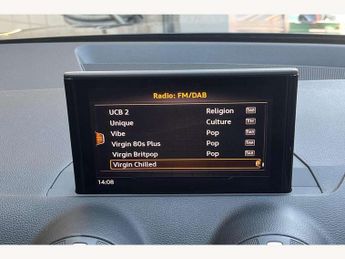 Radio: FM/DAB
UCB 2 Religion
Unique Culture
Vibe Pop
Virgin 80s Plus Pop
Virgin Britpop Pop
Virgin Chilled
14:08